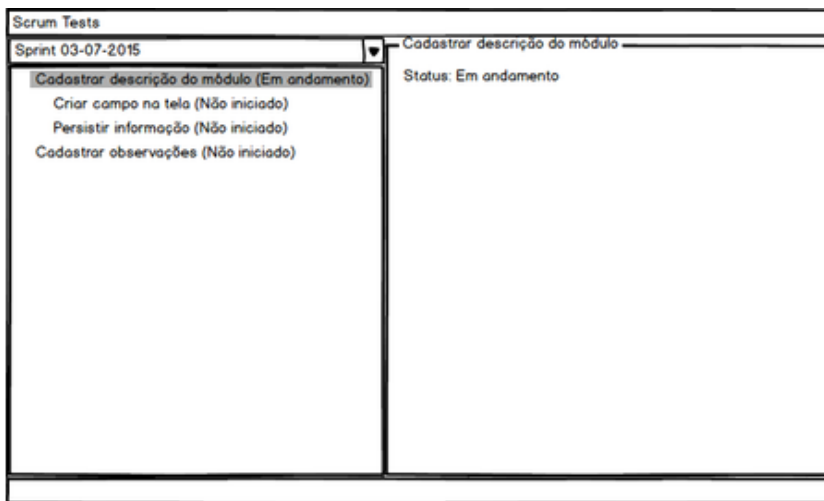 Scrum Tests
Sprint 03-07-2015
Cadastrar descrição do módulo (Em andamento)
Criar campo na tela (Não iniciado)
Persistir informação (Não iniciado)
Cadastrar observações (Não iniciado)
Cadastrar descrição do módulo
Status: Em andamento